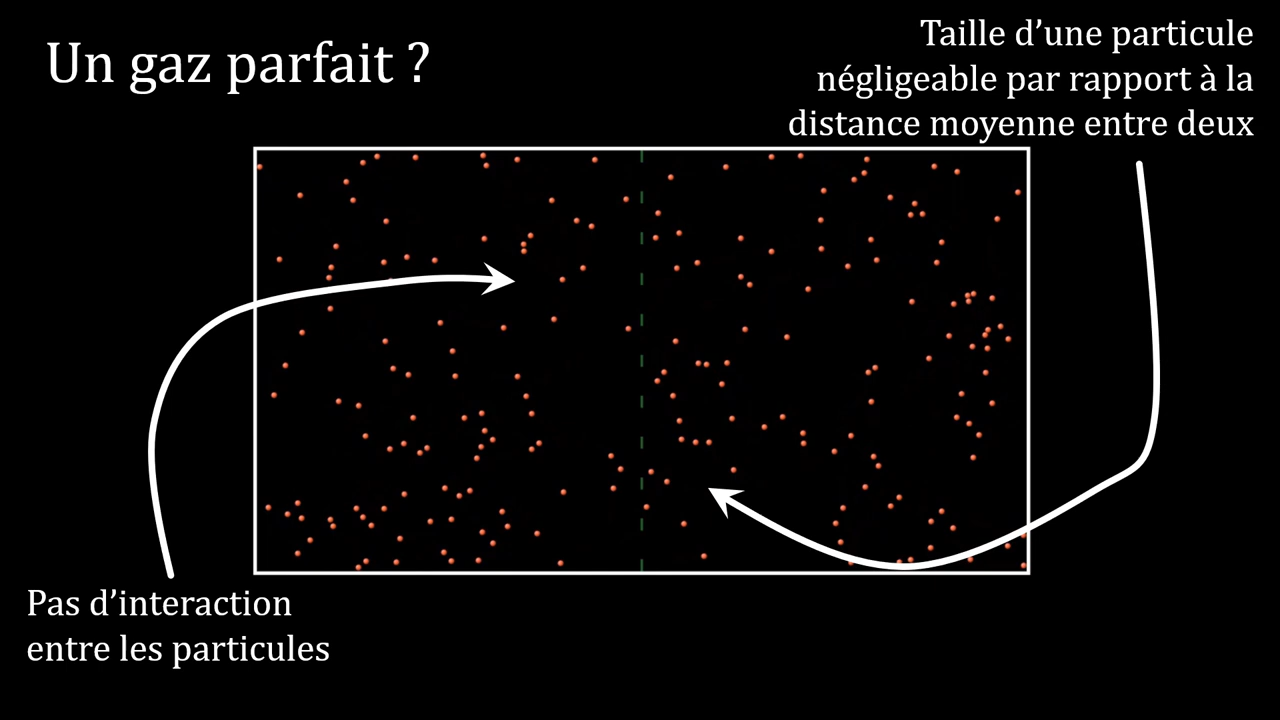 Un gaz parfait ?
Taille d’une particule
négligeable par rapport à la
distance moyenne entre deux
Pas d’interaction
entre les particules